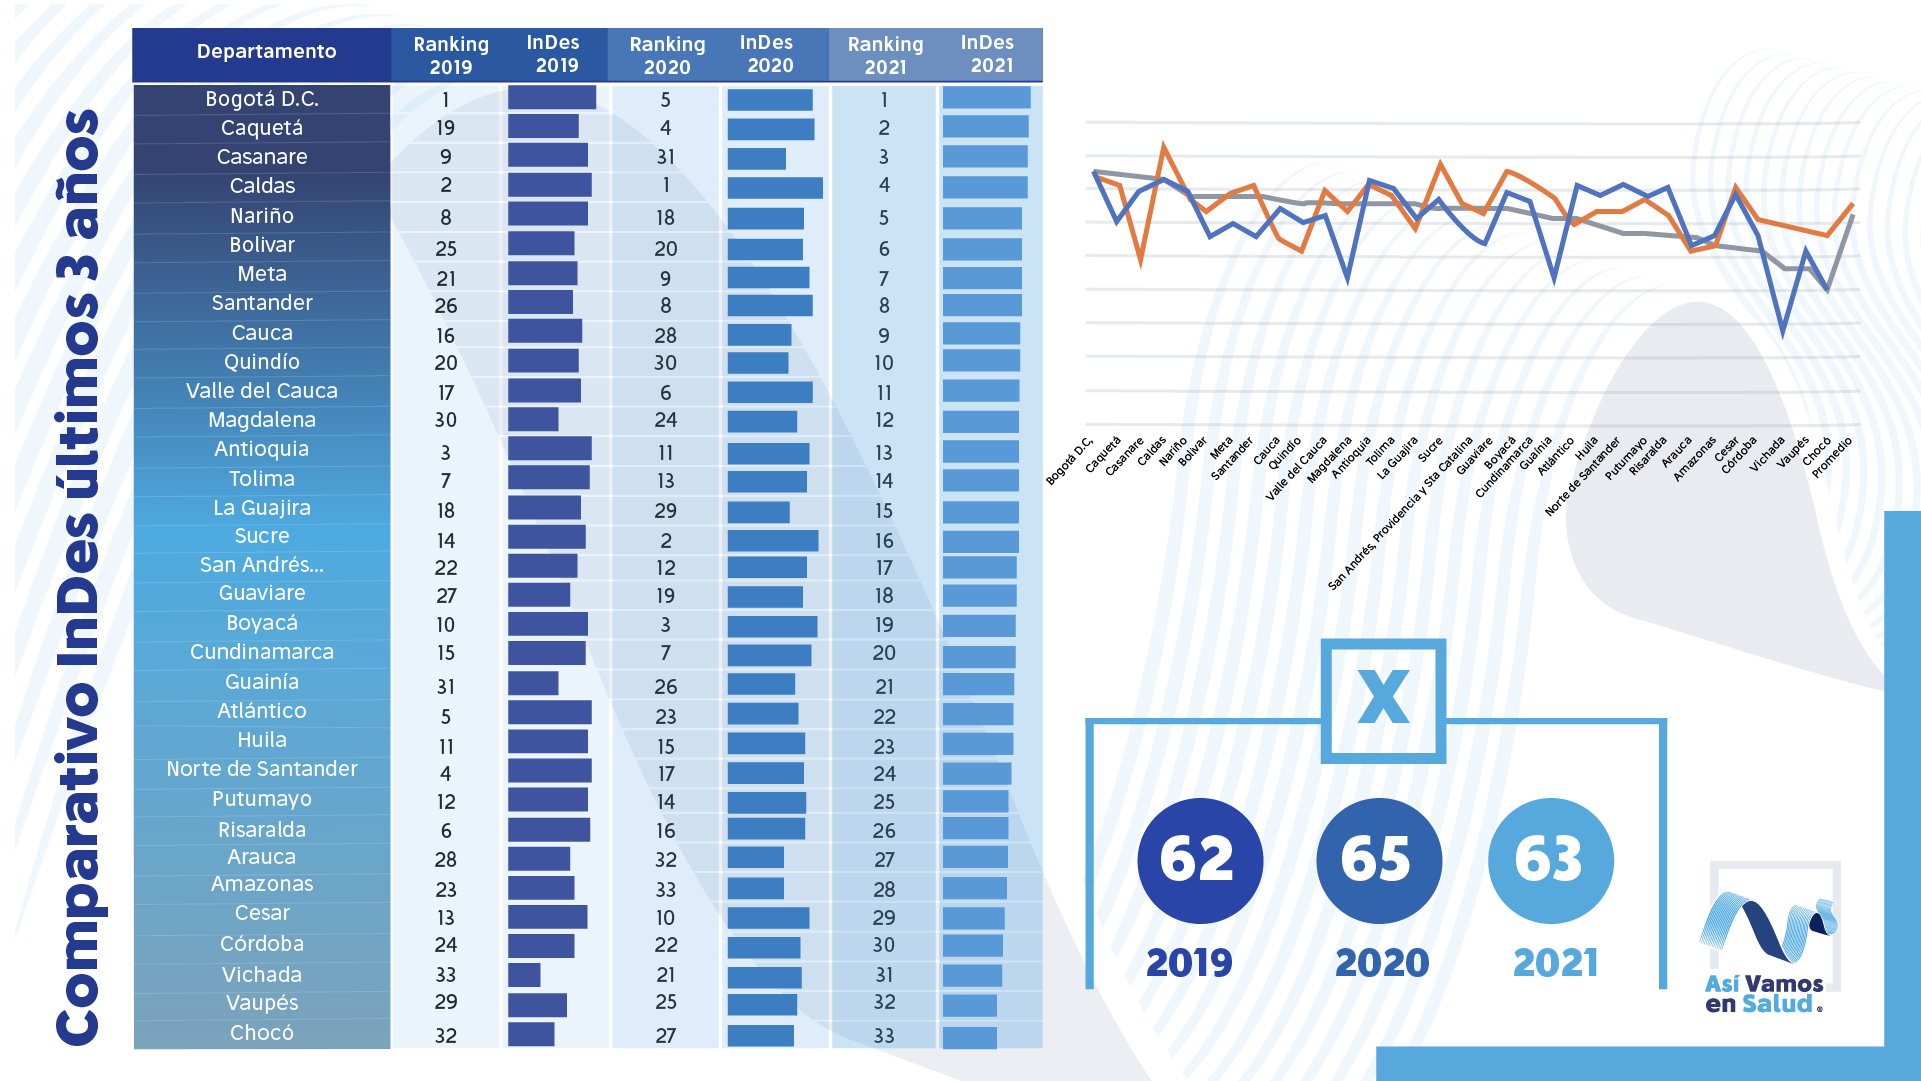 Comparativo InDes últimos 3 años
Departamento Ranking 2019 InDes 2019 Ranking 2020 InDes 2020 Ranking 2021 InDes 2021
Bogotá D.C. 1 5 1
Caquetá 19 4 2
Casanare 9 31 3
Caldas 2 1 4
Nariño 8 18 5
Bolivar 25 20 6
Meta 21 9 7
Santander 26 8 8
Cauca 16 28 9
Quindío 20 30 10
Valle del Cauca 17 6 11
Magdalena 30 24 12
Antioquia 3 11 13
Tolima 7 13 14
La Guajira 18 29 15
Sucre 14 2 16
San Andrés... 22 12 17
Guaviare 27 19 18
Boyacá 10 3 19
Cundinamarca 15 7 20
Guainía 31 26 21
Atlántico 5 23 22
Huila 11 15 23
Norte de Santander 4 17 24
Putumayo 12 14 25
Risaralda 6 16 26
Arauca 28 32 27
Amazonas 23 33 28
Cesar 13 10 29
Córdoba 24 22 30
Vichada 33 21 31
Vaupés 29 25 32
Chocó 32 27 33
Bogotá D.C,
Caquetá
Casanare
Caldas
Nariño
Bolivar
Meta
Santander
Cauca
Quindío
Valle del Cauca
Magdalena
Antioquia
Tolima
La Guajira
Sucre
San Andrés, Providencia y Sta Catalina
Guaviare
Boyacá
Cundinamarca
Guainía
Atlántico
Huila
Norte de Santander
Putumayo
Risaralda
Arauca
Amazonas
Cesar
Córdoba
Vichada
Vaupés
Chocó
Promedio
X
62 65 63
2019 2020 2021
Así Vamos
en Salud ®